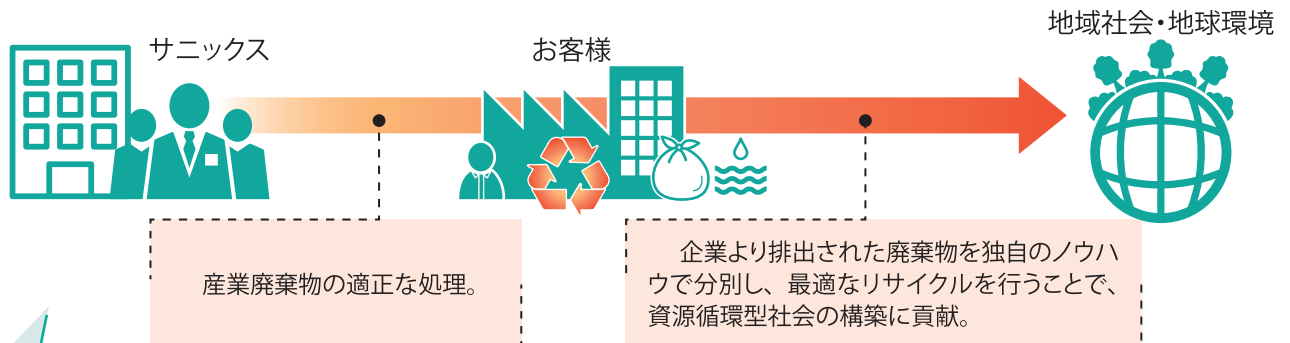 サニックス
お客様
地域社会・地球環境
産業廃棄物の適正な処理。
企業より排出された廃棄物を独自のノウハ
ウで分別し、最適なリサイクルを行うことで、
資源循環型社会の構築に貢献。